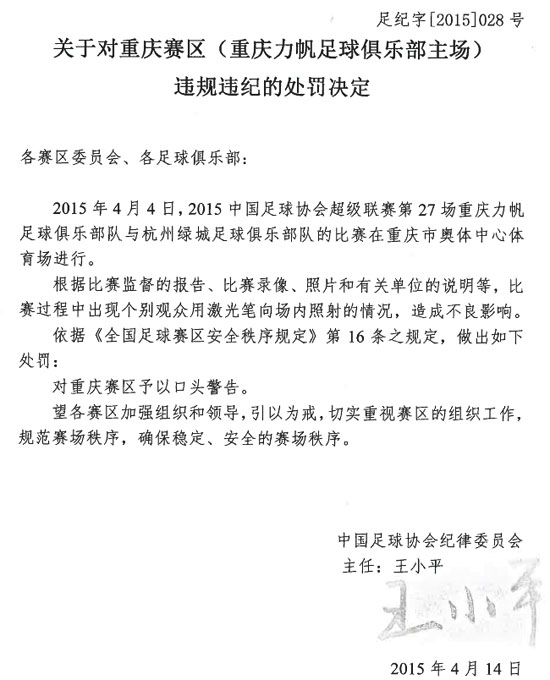 足纪字[2015]028 号
关于对重庆赛区（重庆力帆足球俱乐部主场）
违规违纪的处罚决定
各赛区委员会、各足球俱乐部：
2015 年 4 月 4 日，2015 中国足球协会超级联赛第 27 场重庆力帆
足球俱乐部队与杭州绿城足球俱乐部队的比赛在重庆市奥体中心体
育场进行。
根据比赛监督的报告、比赛录像、照片和有关单位的说明等，比
赛过程中出现个别观众用激光笔向场内照射的情况，造成不良影响。
依据《全国足球赛区安全秩序规定》第 16 条之规定，做出如下
处罚：
对重庆赛区予以口头警告。
望各赛区加强组织和领导，引以为戒，切实重视赛区的组织工作，
规范赛场秩序，确保稳定、安全的赛场秩序。
中国足球协会纪律委员会
主任：王小平
王小平
2015 年 4 月 14 日